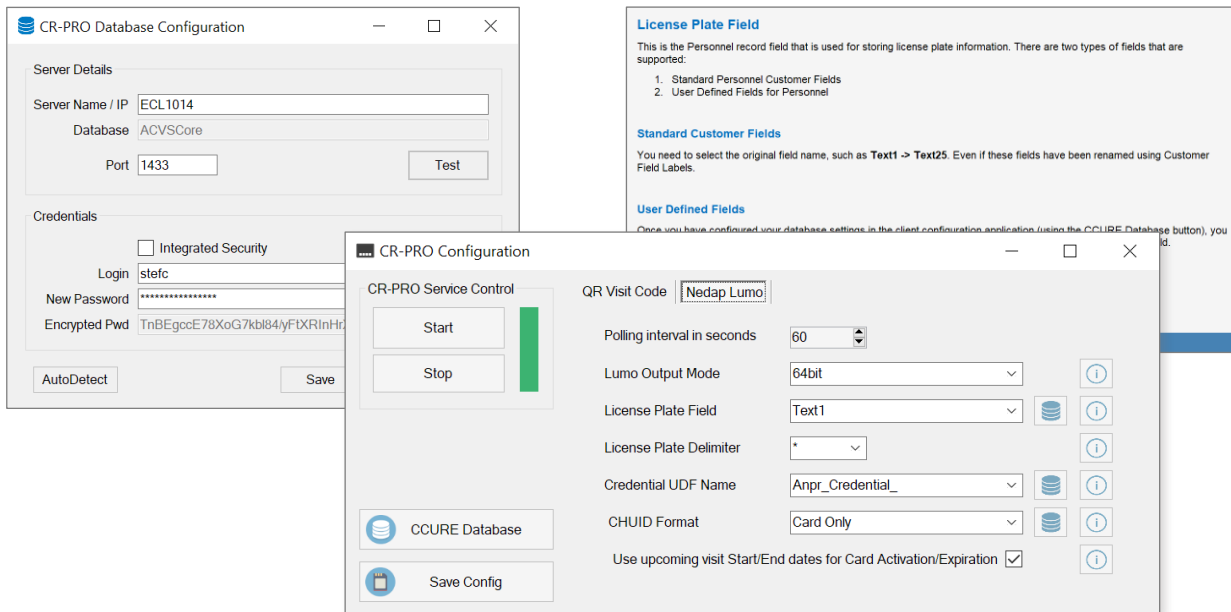 CR-PRO Database Configuration
Server Details
Server Name / IP ECL1014
Database ACVSCore
Port 1433 Test
Credentials
Integrated Security
Login stefc
New Password ****************
Encrypted Pwd
AutoDetect Save
License Plate Field
This is the Personnel record field that is used for storing license plate information. There are two types of fields that are
supported:
1. Standard Personnel Customer Fields
2. User Defined Fields for Personnel
Standard Customer Fields
You need to select the original field name, such as Text1 -> Text25. Even if these fields have been renamed using Customer
Field Labels.
User Defined Fields
Once you have configured your database settings in the client configuration application (using the CCURE Database button), you
CR-PRO Configuration
CR-PRO Service Control
Start
Stop
CCURE Database
Save Config
QR Visit Code Nedap Lumo
Polling interval in seconds 60
Lumo Output Mode 64bit
License Plate Field Text1
License Plate Delimiter *
Credential UDF Name Anpr_Credential_
CHUID Format Card Only
Use upcoming visit Start/End dates for Card Activation/Expiration